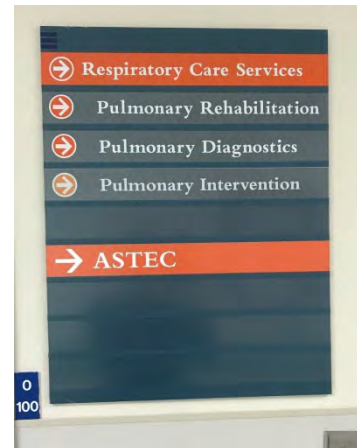 Respiratory Care Services
Pulmonary Rehabilitation
Pulmonary Diagnostics
Pulmonary Intervention
ASTEC
0
100